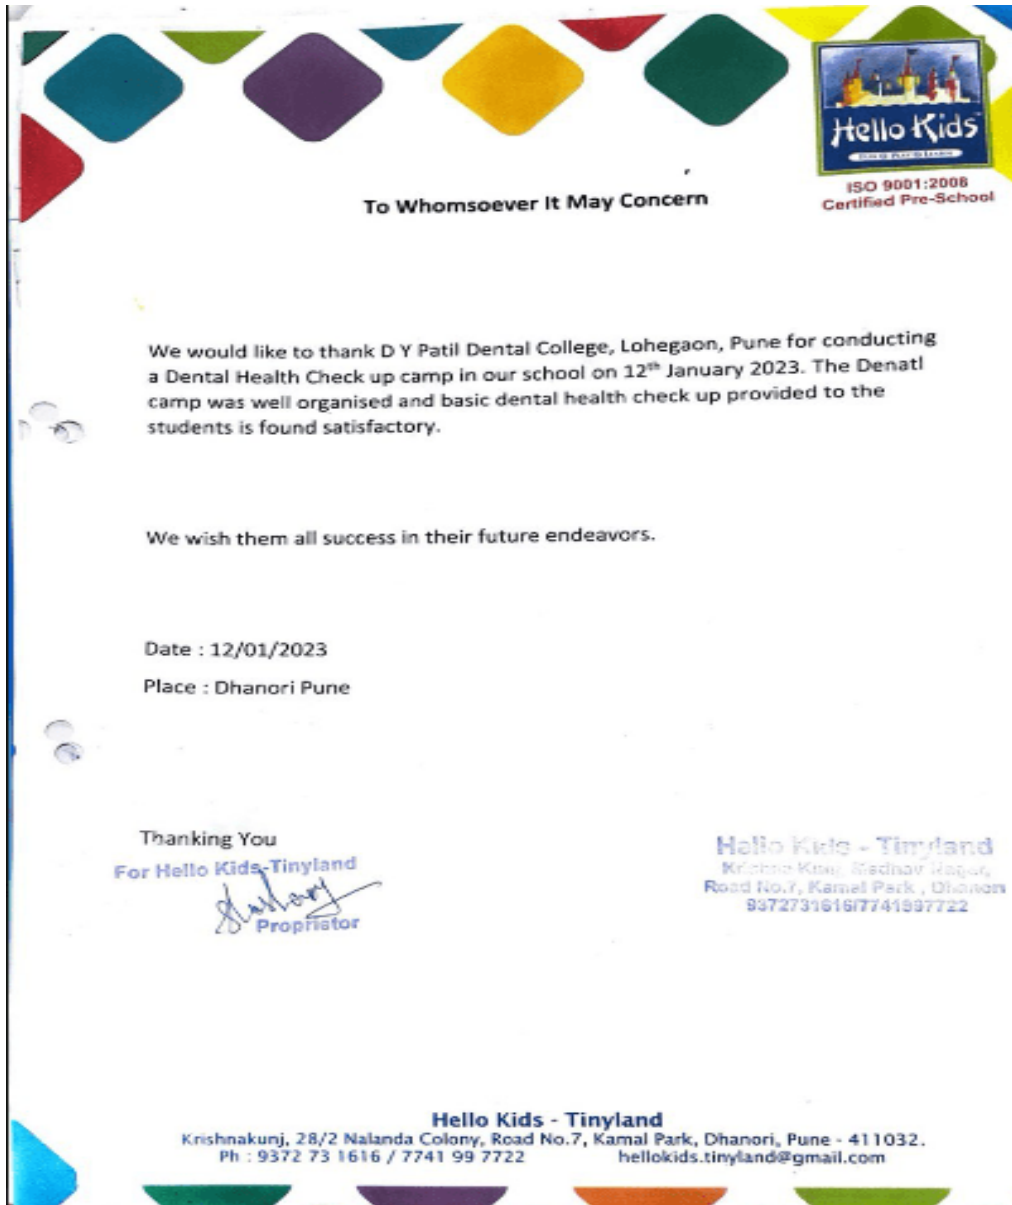 Hello Kids
ISO 9001:2008
Certified Pre-School
To Whomsoever It May Concern
We would like to thank D Y Patil Dental College, Lohegaon, Pune for conducting
a Dental Health Check up camp in our school on 12th January 2023. The Denatl
camp was well organised and basic dental health check up provided to the
students is found satisfactory.
We wish them all success in their future endeavors.
Date : 12/01/2023
Place : Dhanori Pune
Thanking You
For Hello Kids-Tinyland
Proprietor
Hello Kids - Tinyland
Madhav Nagar,
Road No.7, Kamal Park , Dhanori
9372731616/7741997722
Hello Kids - Tinyland
Krishnakunj, 28/2 Nalanda Colony, Road No.7, Kamal Park, Dhanori, Pune - 411032.
Ph : 9372 73 1616 / 7741 99 7722 hellokids.tinyland@gmail.com